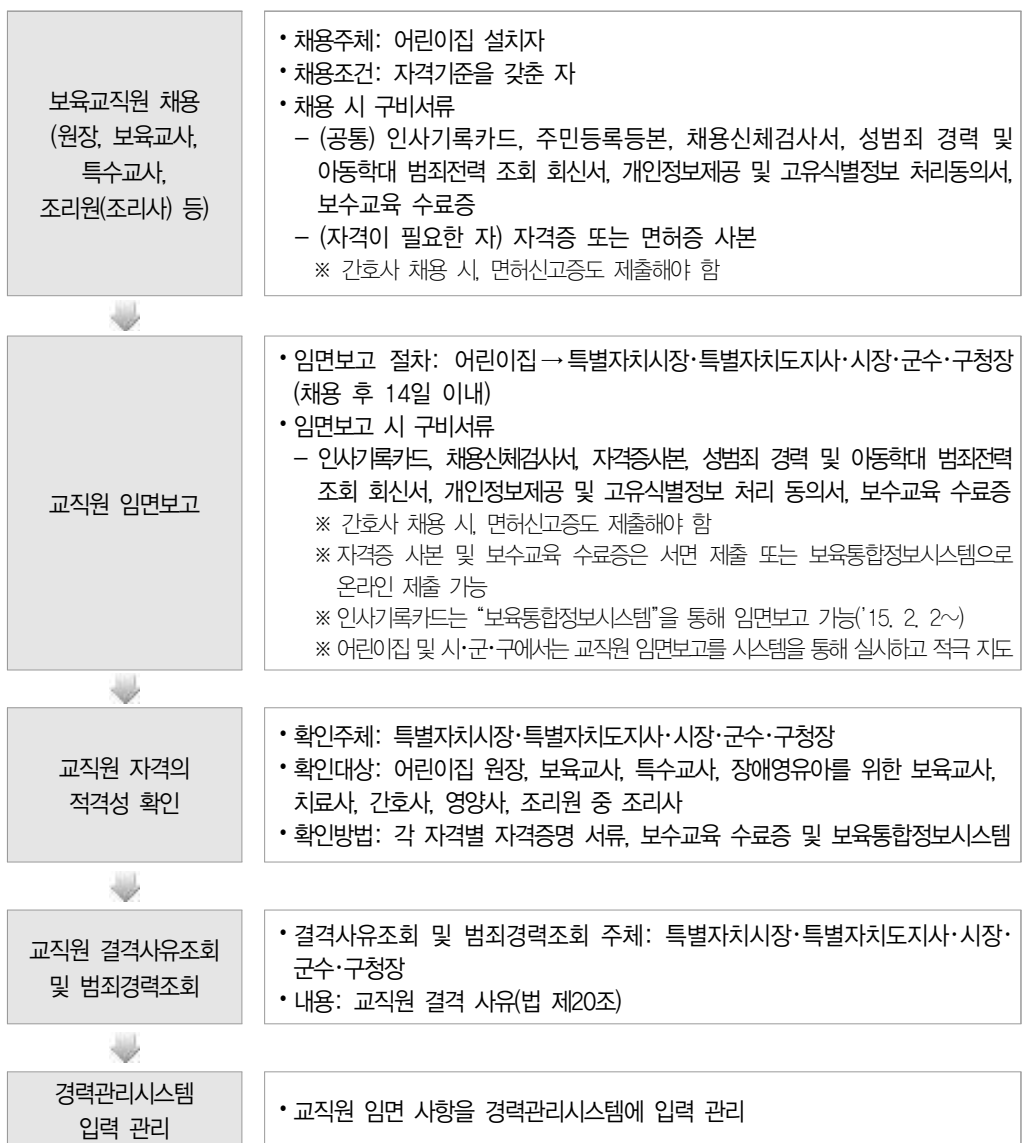 보육교직원 채용
(원장, 보육교사,
특수교사,
조리원(조리사) 등)
• 채용주체: 어린이집 설치자
• 채용조건: 자격기준을 갖춘 자
• 채용 시 구비서류
– (공통) 인사기록카드, 주민등록등본, 채용신체검사서, 성범죄 경력 및
아동학대 범죄전력 조회 회신서, 개인정보제공 및 고유식별정보 처리동의서,
보수교육 수료증
– (자격이 필요한 자) 자격증 또는 면허증 사본
※ 간호사 채용 시, 면허신고증도 제출해야 함
교직원 임면보고
• 임면보고 절차: 어린이집→특별자치시장·특별자치도지사·시장·군수·구청장
(채용 후 14일 이내)
• 임면보고 시 구비서류
– 인사기록카드, 채용신체검사서, 자격증사본, 성범죄 경력 및 아동학대 범죄전력
조회 회신서, 개인정보제공 및 고유식별정보 처리 동의서, 보수교육 수료증
※ 간호사 채용 시, 면허신고증도 제출해야 함
※ 자격증 사본 및 보수교육 수료증은 서면 제출 또는 보육통합정보시스템으로
온라인 제출 가능
※ 인사기록카드는 “보육통합정보시스템”을 통해 임면보고 가능(’15. 2. 2～)
※ 어린이집 및 시·군·구에서는 교직원 임면보고를 시스템을 통해 실시하고 적극 지도
교직원 자격의
적격성 확인
• 확인주체: 특별자치시장·특별자치도지사·시장·군수·구청장
• 확인대상: 어린이집 원장, 보육교사, 특수교사, 장애영유아를 위한 보육교사,
치료사, 간호사, 영양사, 조리원 중 조리사
• 확인방법: 각 자격별 자격증명 서류, 보수교육 수료증 및 보육통합정보시스템
교직원 결격사유조회
및 범죄경력조회
• 결격사유조회 및 범죄경력조회 주체: 특별자치시장·특별자치도지사·시장·
군수·구청장
• 내용: 교직원 결격 사유(법 제20조)
경력관리시스템
입력 관리
• 교직원 임면 사항을 경력관리시스템에 입력 관리